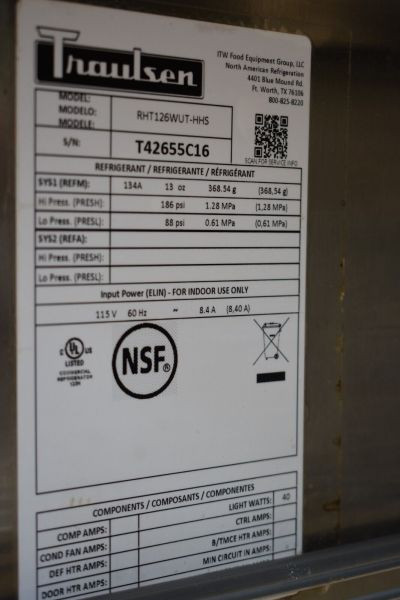 Traulsen
ITW Food Equipment Group, LLC
North American Refrigeration
4401 Blue Mound Rd.
Ft. Worth, TX 76106
800-825-8220
MODEL:
MODELO: RHT126WUT-HHS
MODELE:
S/N: T42655C16
SCAN FOR SERVICE INFO
REFRIGERANT / REFRIGERANTE / RÉFRIGÉRANT
SYS1 (REFM): 134A 13 oz 368.54 g (368,54 g)
Hi Press. (PRESH): 186 psi 1.28 MPa (1,28 MPa)
Lo Press. (PRESL): 88 psi 0.61 MPa (0,61 MPa)
SYS2 (REFA):
Hi Press. (PRESH):
Lo Press. (PRESL):
Input Power (ELIN) - FOR INDOOR USE ONLY
115 V 60 Hz ~ 8.4 A (8,40 A)
C UL US
LISTED
COMMERCIAL
REFRIGERATOR
NSF®
COMPONENTS / COMPOSANTS / COMPONENTES
LIGHT WATTS: 40
COMP AMPS: CTRL AMPS:
COND FAN AMPS: B/TMCE HTR AMPS:
DEF HTR AMPS: MIN CIRCUIT IN AMPS:
DOOR HTR AMPS: